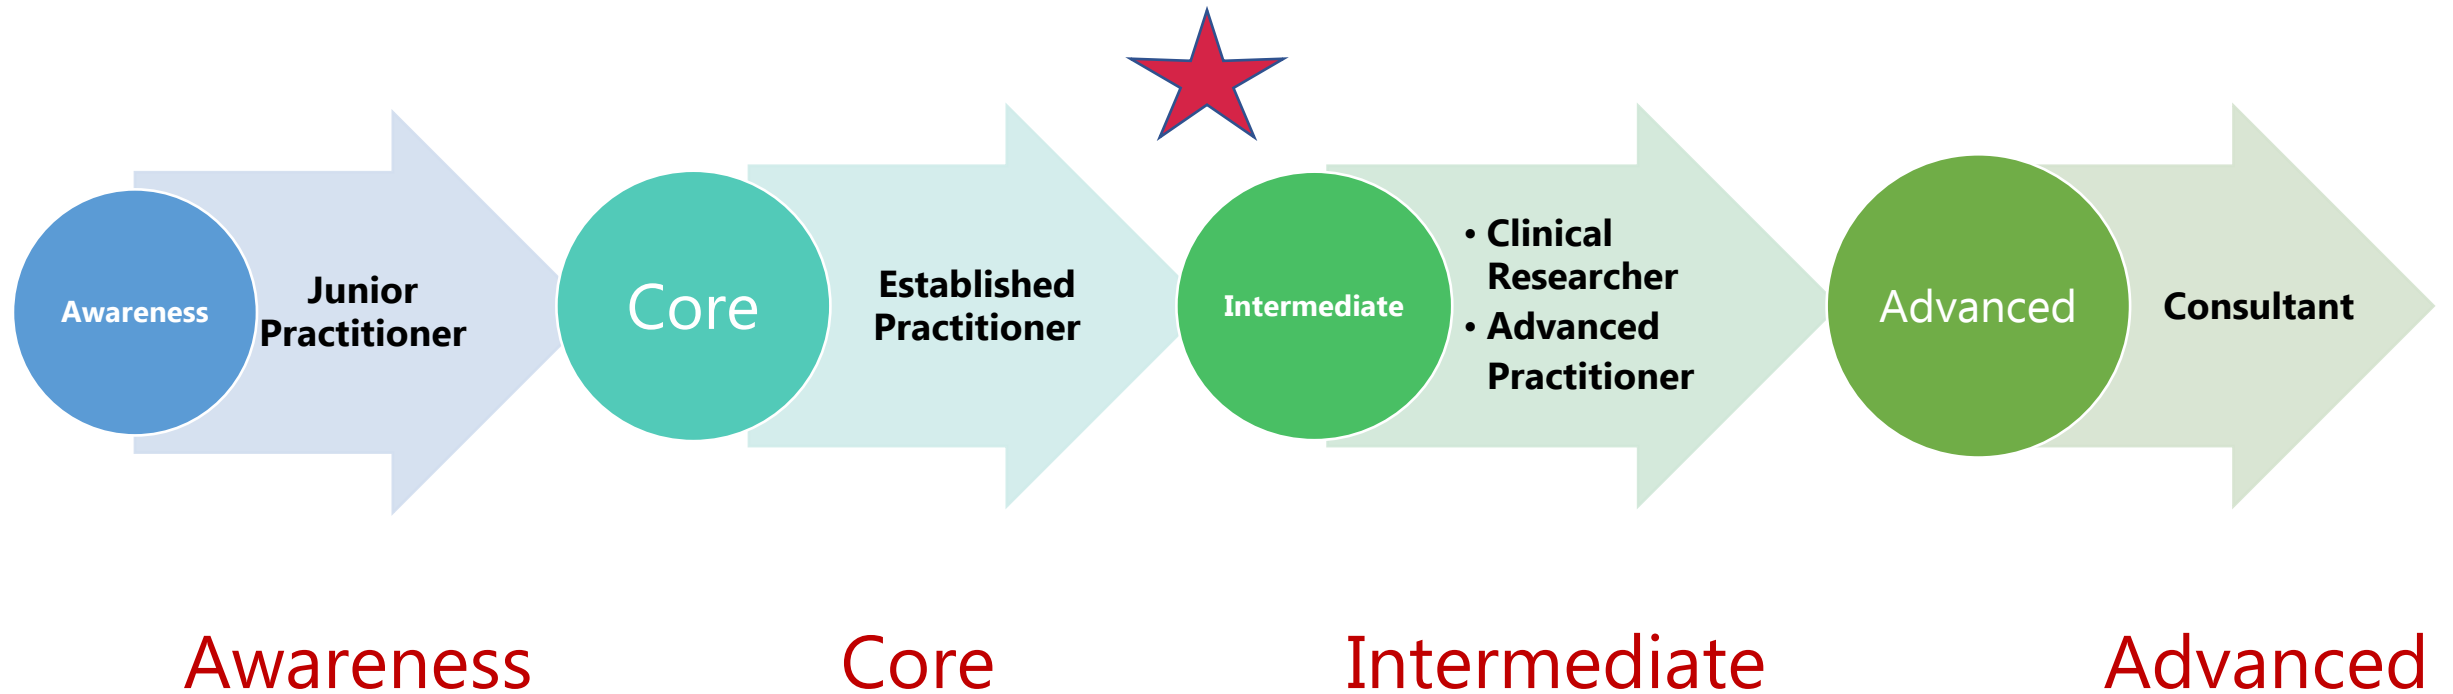 Awareness
Junior
Practitioner
Core
Established
Practitioner
Intermediate
• Clinical
Researcher
• Advanced
Practitioner
Advanced
Consultant
Awareness
Core
Intermediate
Advanced